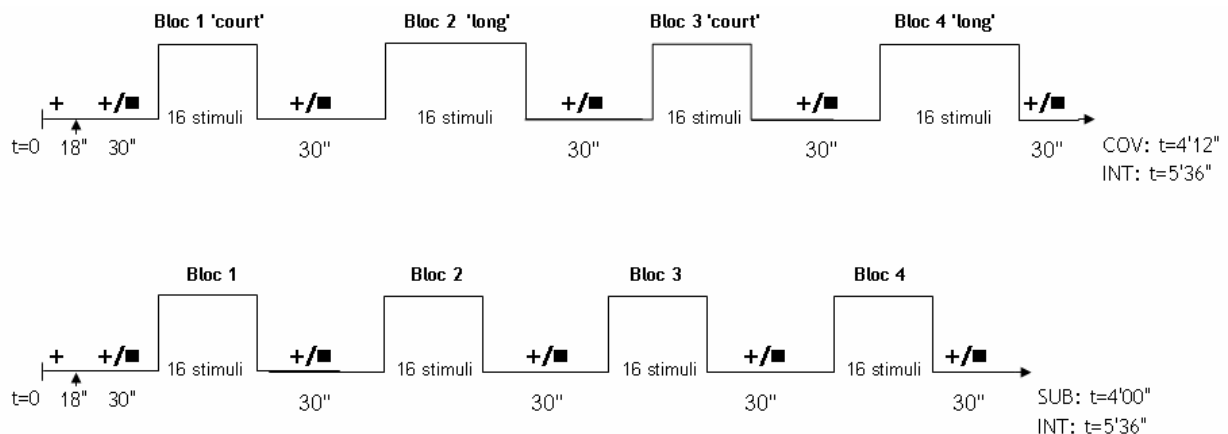 Bloc 1 'court' Bloc 2 'long' Bloc 3 'court' Bloc 4 'long'
+ +/■ +/■ +/■ +/■ +/■
16 stimuli 16 stimuli 16 stimuli 16 stimuli
t=0 18" 30" 30" 30" 30" 30"
COV: t=4'12"
INT: t=5'36"
Bloc 1 Bloc 2 Bloc 3 Bloc 4
+ +/■ +/■ +/■ +/■ +/■
16 stimuli 16 stimuli 16 stimuli 16 stimuli
t=0 18" 30" 30" 30" 30" 30"
SUB: t=4'00"
INT: t=5'36"